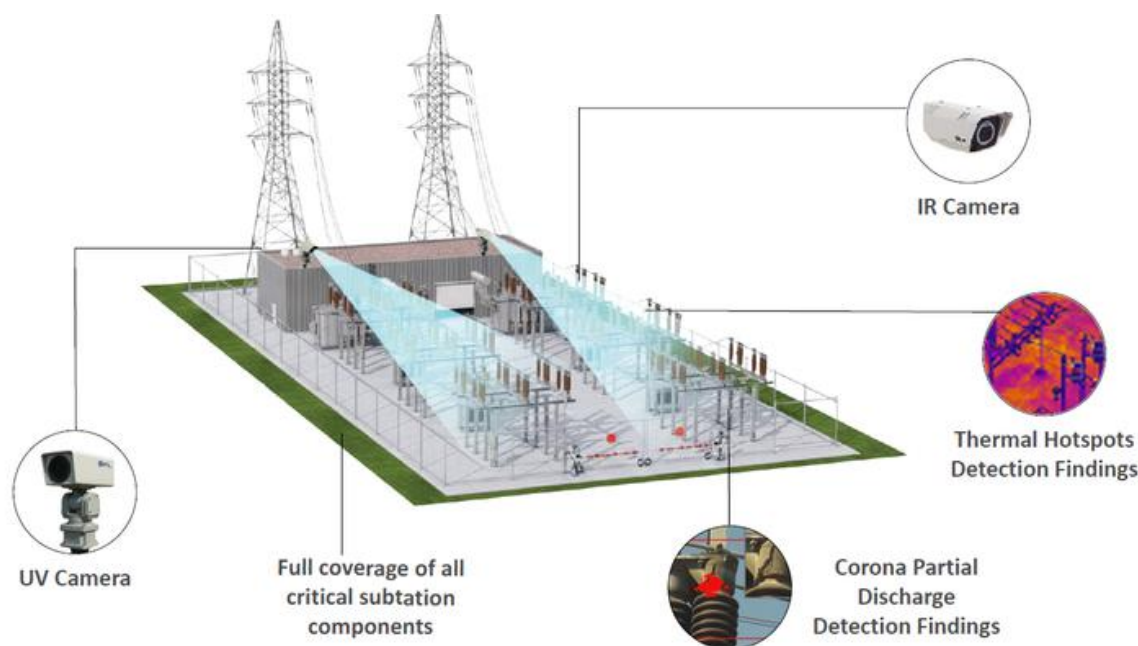 IR Camera
Thermal Hotspots
Detection Findings
UV Camera
Full coverage of all
critical subtation
components
Corona Partial
Discharge
Detection Findings